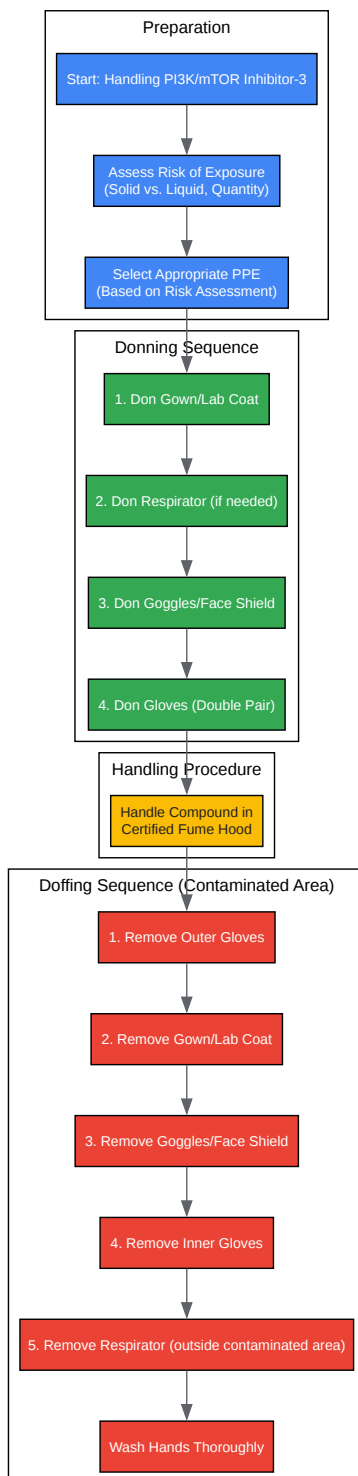 Preparation
Start: Handling PI3K/mTOR Inhibitor-3
Assess Risk of Exposure
(Solid vs. Liquid, Quantity)
Select Appropriate PPE
(Based on Risk Assessment)
Donning Sequence
1. Don Gown/Lab Coat
2. Don Respirator (if needed)
3. Don Goggles/Face Shield
4. Don Gloves (Double Pair)
Handling Procedure
Handle Compound in
Certified Fume Hood
Doffing Sequence (Contaminated Area)
1. Remove Outer Gloves
2. Remove Gown/Lab Coat
3. Remove Goggles/Face Shield
4. Remove Inner Gloves
5. Remove Respirator (outside contaminated area)
Wash Hands Thoroughly